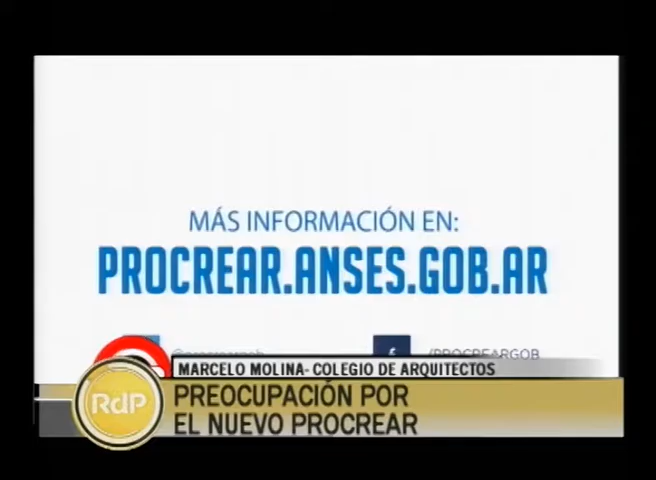 MÁS INFORMACIÓN EN:
PROCREAR.ANSES.GOB.AR
/PROCREARGOB
MARCELO MOLINA- COLEGIO DE ARQUITECTOS
RdP
PREOCUPACIÓN POR
EL NUEVO PROCREAR